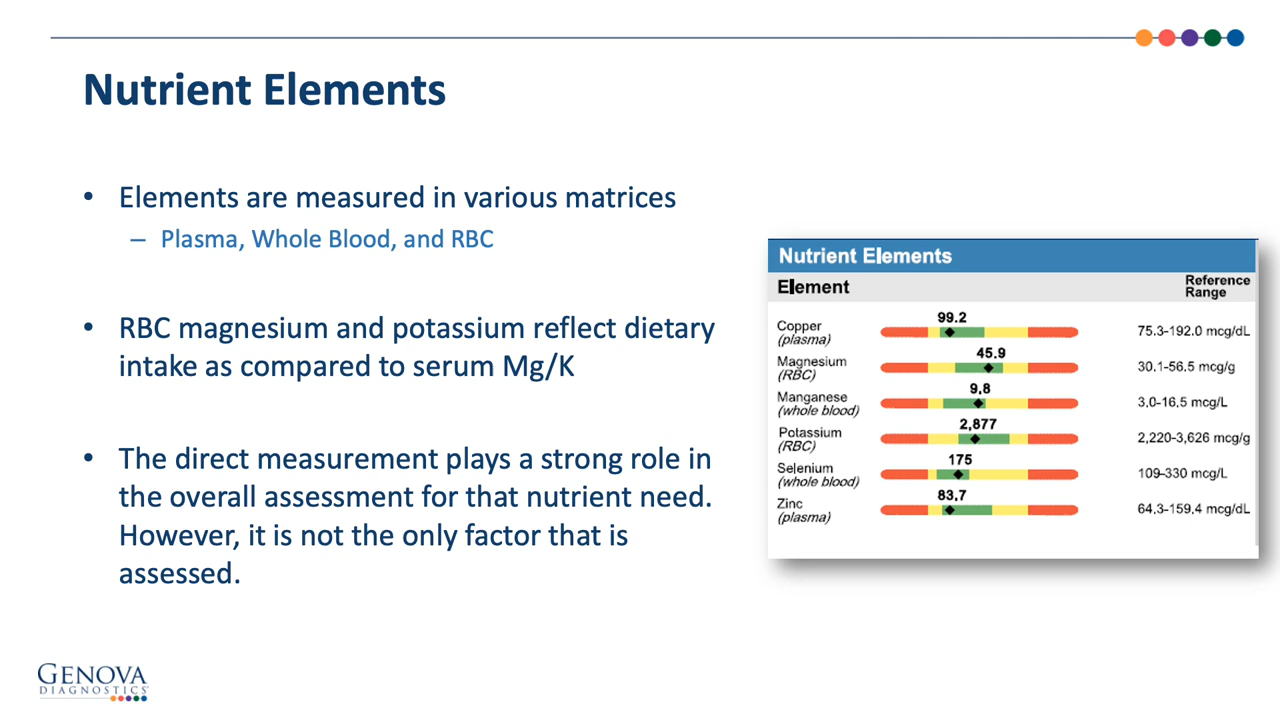 Nutrient Elements
• Elements are measured in various matrices
– Plasma, Whole Blood, and RBC
• RBC magnesium and potassium reflect dietary
intake as compared to serum Mg/K
• The direct measurement plays a strong role in
the overall assessment for that nutrient need.
However, it is not the only factor that is
assessed.
Nutrient Elements
Element
Reference
Range
99.2
Copper
(plasma)
75.3-192.0 mcg/dL
45.9
Magnesium
(RBC)
30.1-56.5 mcg/g
9.8
Manganese
(whole blood)
3.0-16.5 mcg/L
2,877
Potassium
(RBC)
2,220-3,626 mcg/g
175
Selenium
(whole blood)
109-330 mcg/L
83.7
Zinc
(plasma)
64.3-159.4 mcg/dL
GENOVA
DIAGNOSTICS